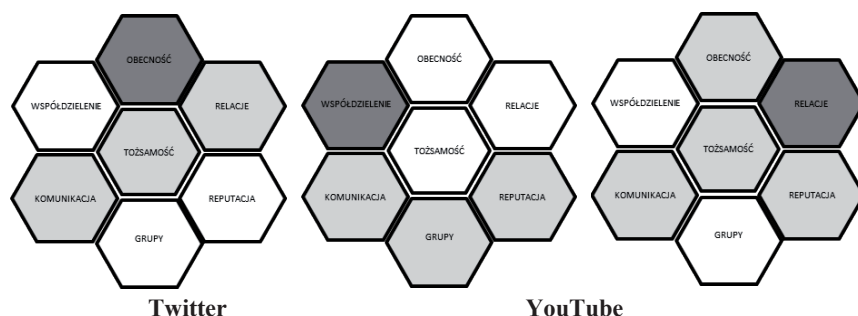 OBECNOŚĆ
WSPÓŁDZIELENIE
RELACJE
TOŻSAMOŚĆ
KOMUNIKACJA
REPUTACJA
GRUPY
OBECNOŚĆ
WSPÓŁDZIELENIE
RELACJE
TOŻSAMOŚĆ
KOMUNIKACJA
REPUTACJA
GRUPY
OBECNOŚĆ
WSPÓŁDZIELENIE
RELACJE
TOŻSAMOŚĆ
KOMUNIKACJA
REPUTACJA
GRUPY
Twitter
YouTube